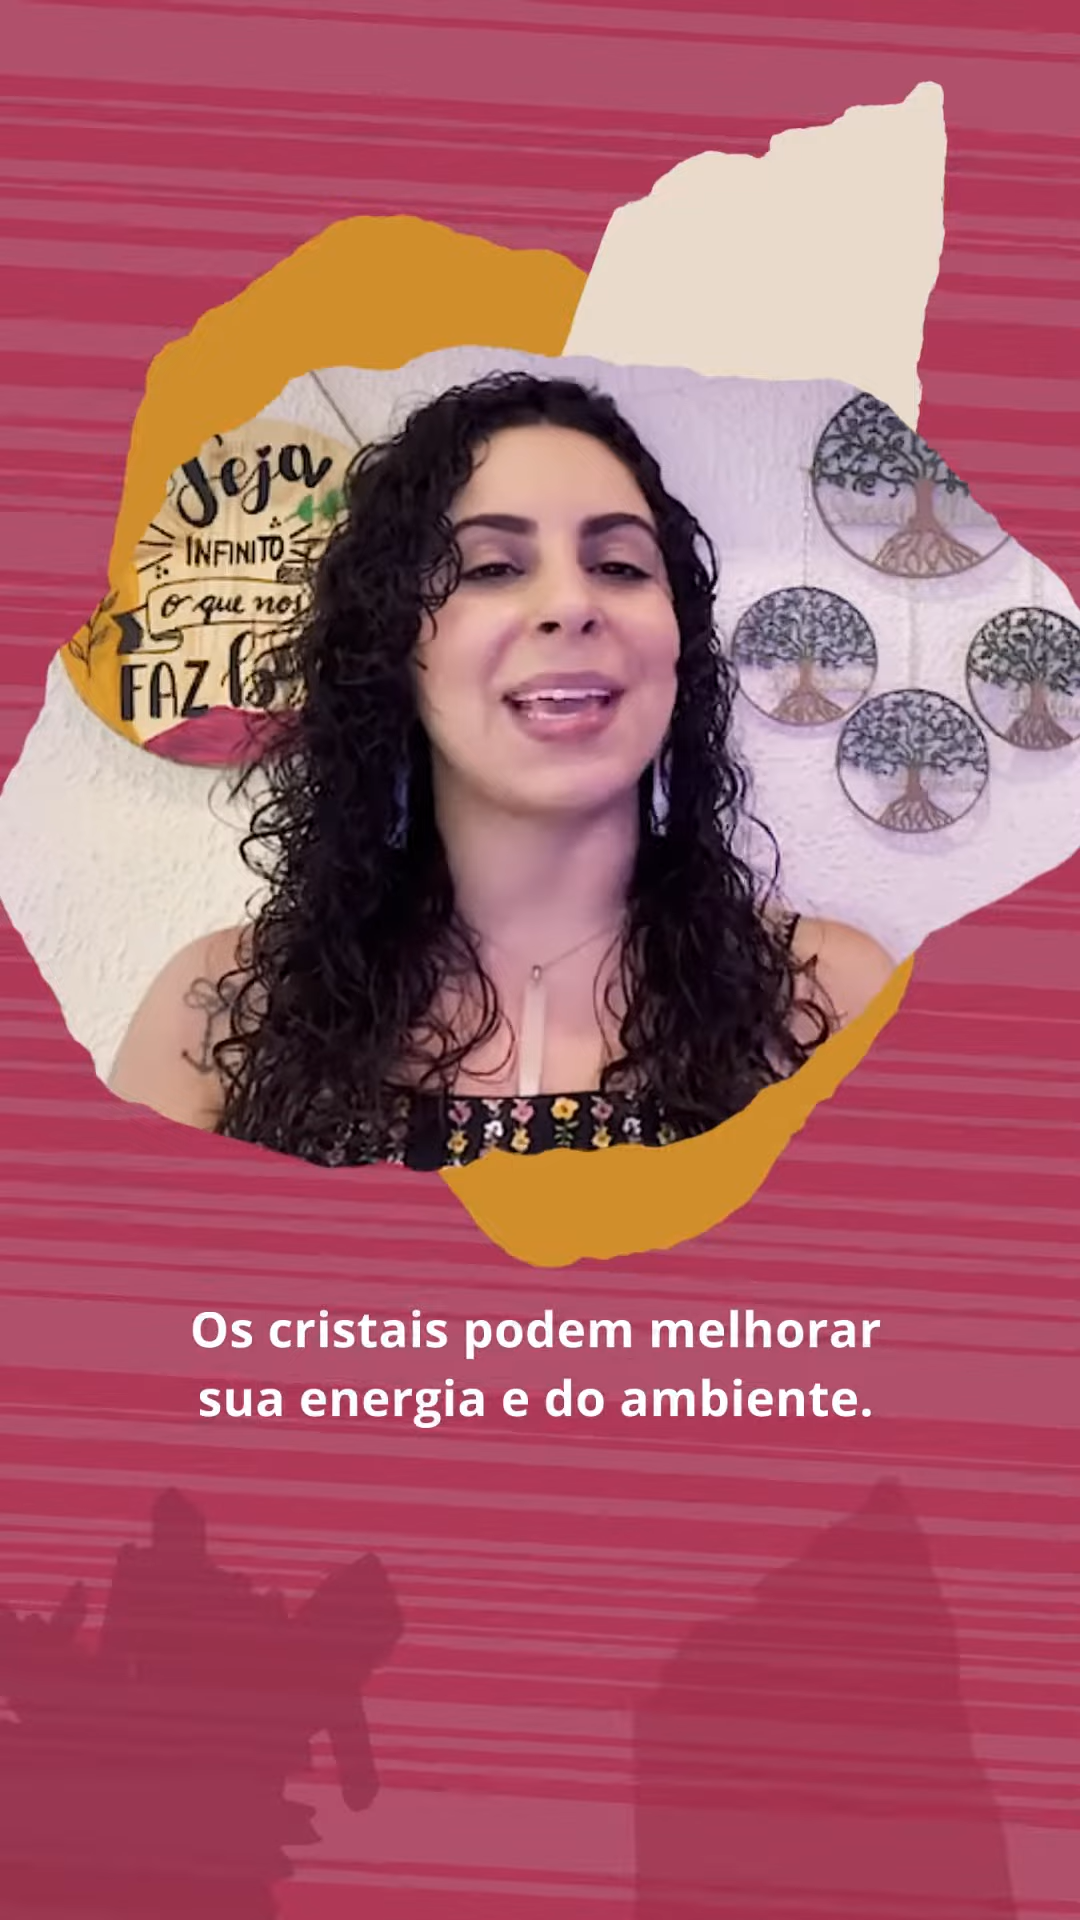 Seja
INFINITO
o que nos
FAZ
Os cristais podem melhorar
sua energia e do ambiente.